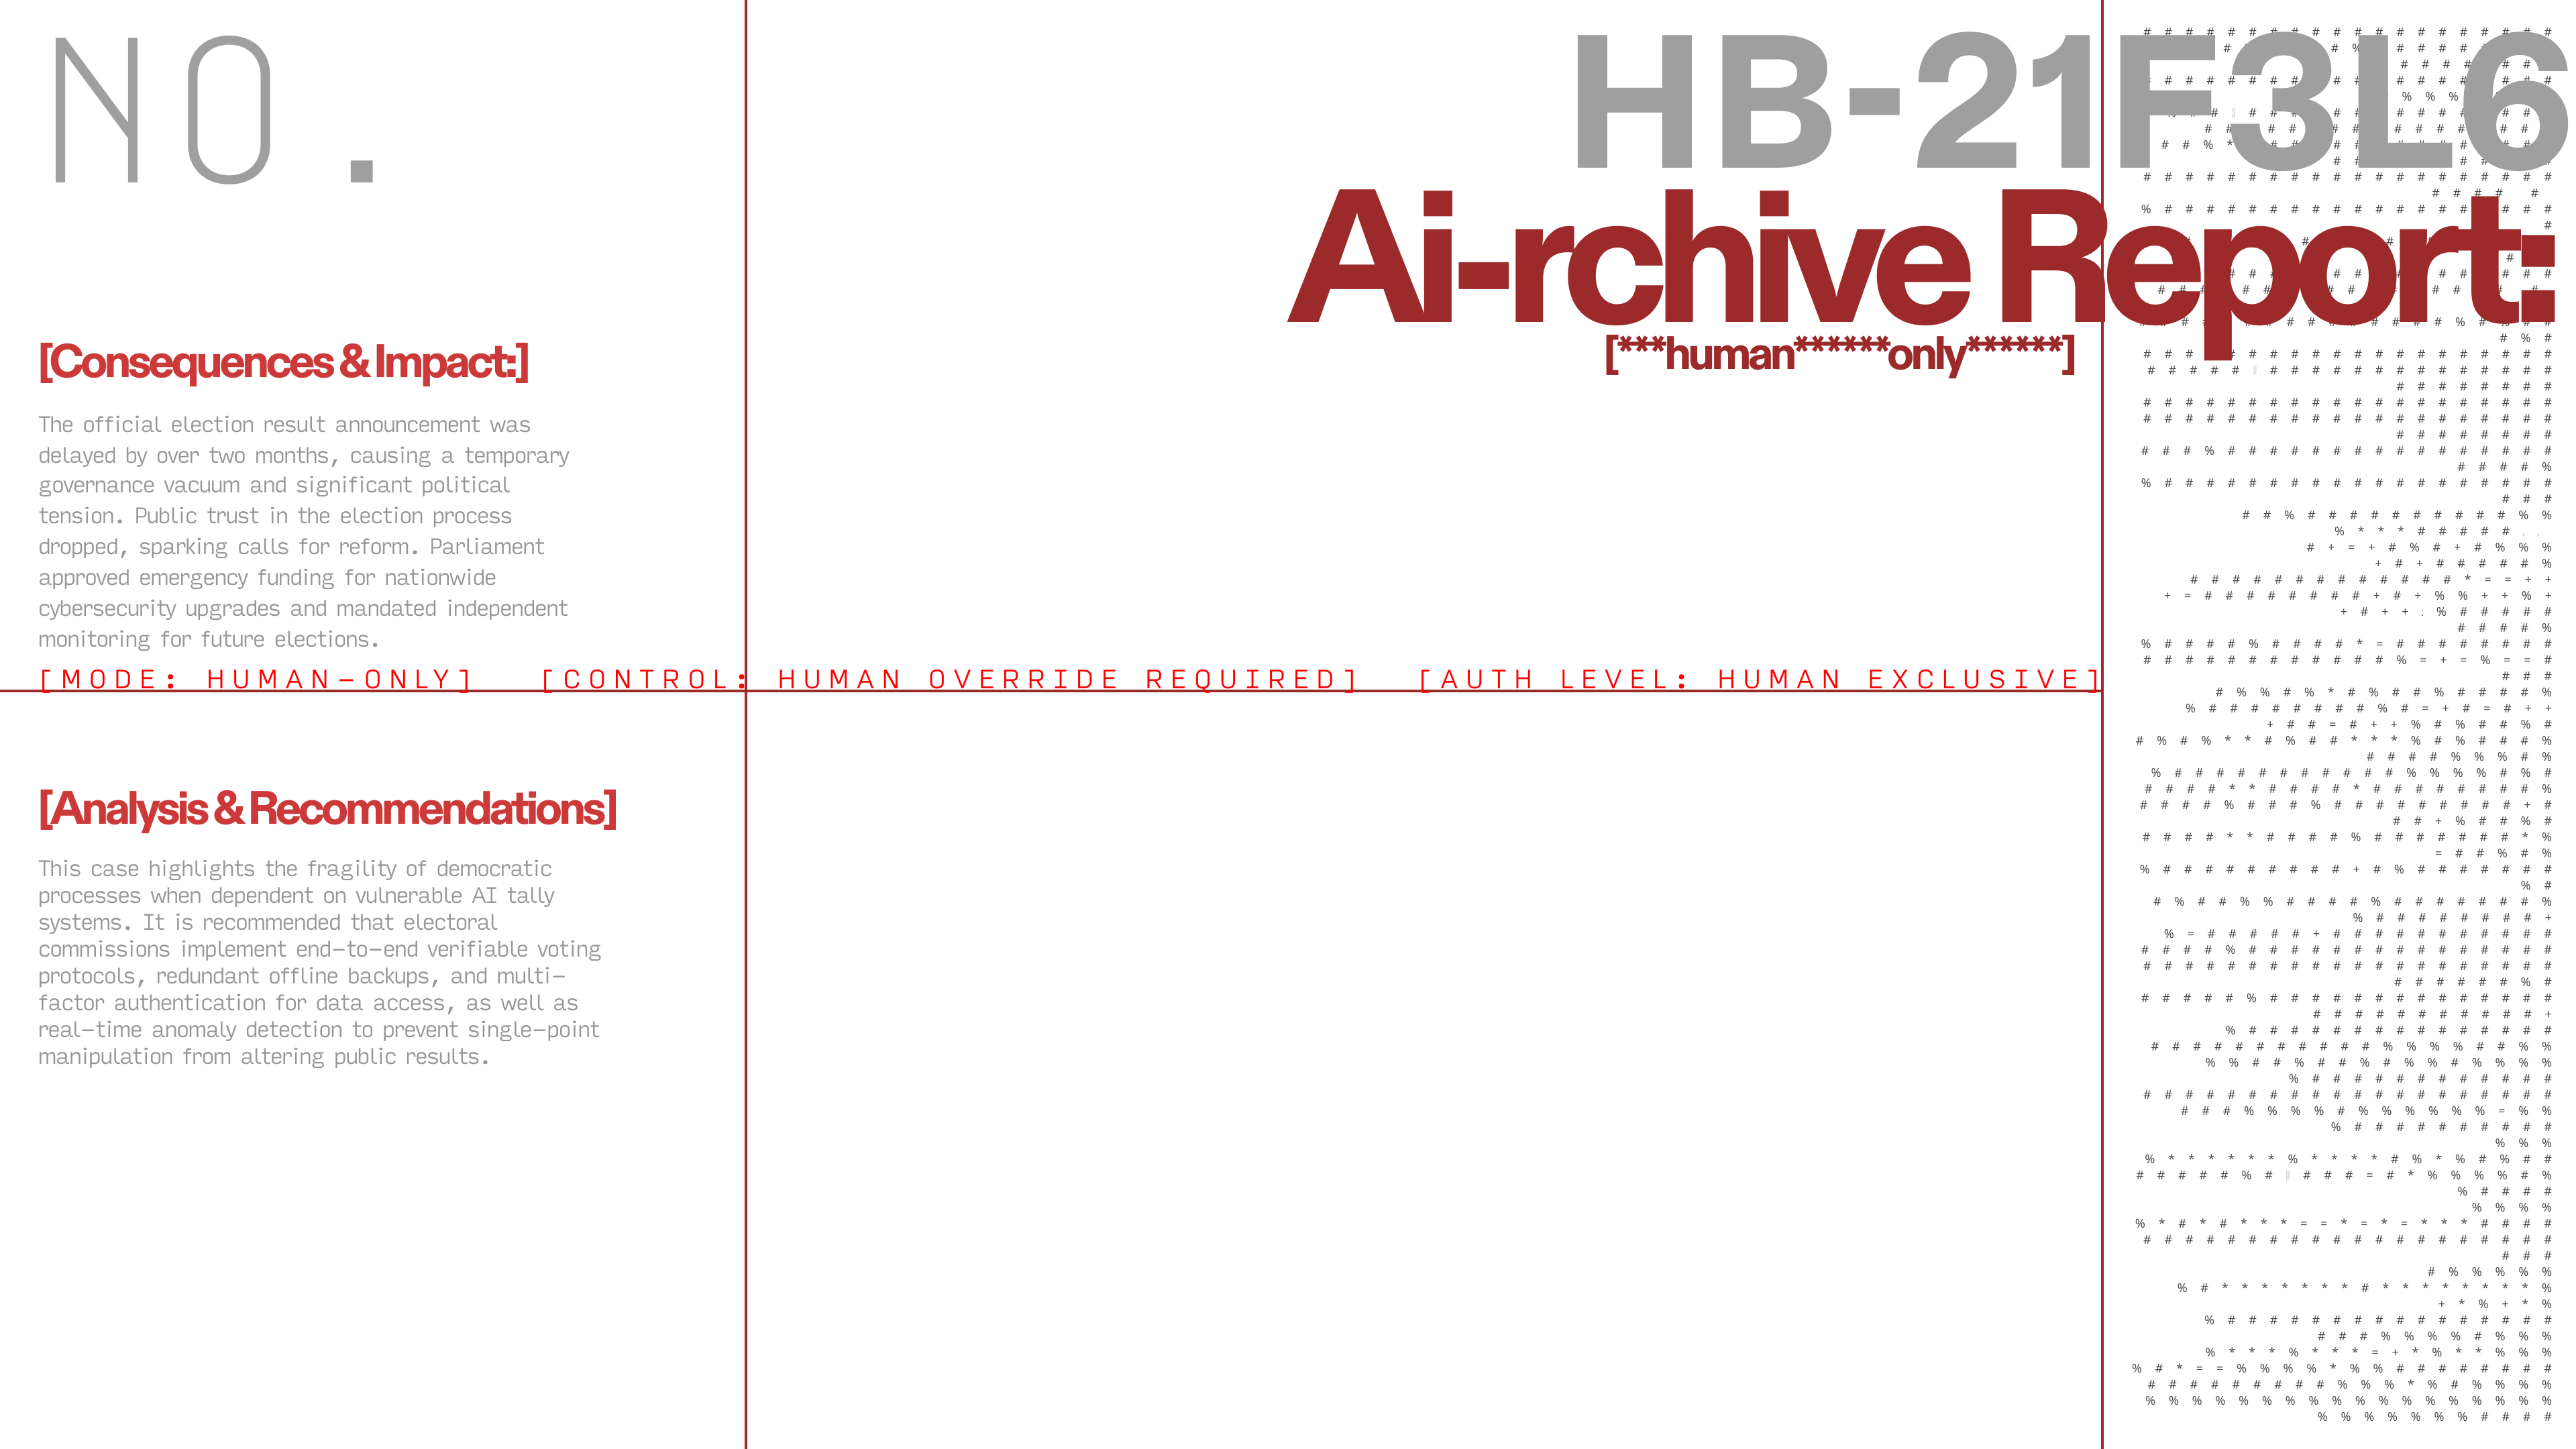 NO.
HB-21F3L6
Ai-rchive Report:
[***human******only******]
[Consequences & Impact:]
The official election result announcement was
delayed by over two months, causing a temporary
governance vacuum and significant political
tension. Public trust in the election process
dropped, sparking calls for reform. Parliament
approved emergency funding for nationwide
cybersecurity upgrades and mandated independent
monitoring for future elections.
[MODE: HUMAN-ONLY] [CONTROL: HUMAN OVERRIDE REQUIRED] [AUTH LEVEL: HUMAN EXCLUSIVE]
[Analysis & Recommendations]
This case highlights the fragility of democratic
processes when dependent on vulnerable AI tally
systems. It is recommended that electoral
commissions implement end-to-end verifiable voting
protocols, redundant offline backups, and multi-
factor authentication for data access, as well as
real-time anomaly detection to prevent single-point
manipulation from altering public results.